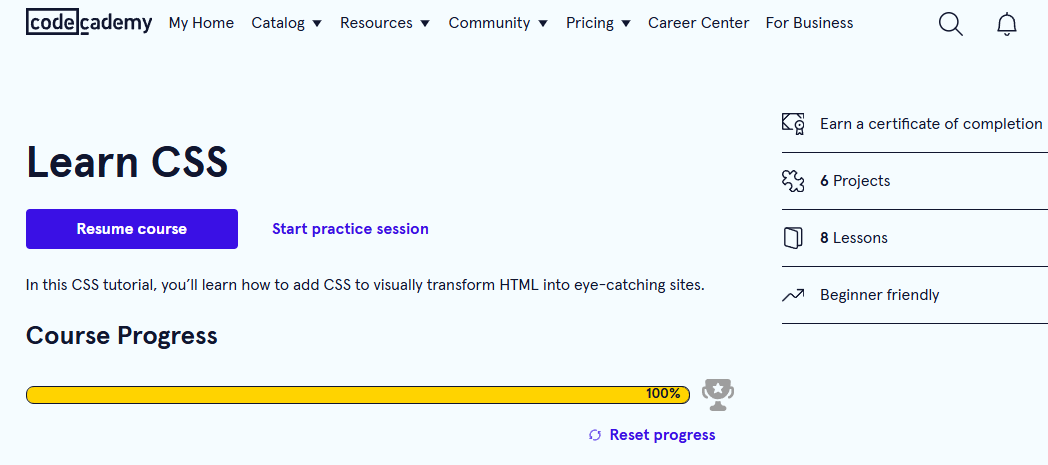 codecademy My Home Catalog Resources Community Pricing Career Center For Business
Earn a certificate of completion
Learn CSS
6 Projects
Resume course Start practice session
8 Lessons
In this CSS tutorial, you’ll learn how to add CSS to visually transform HTML into eye-catching sites.
Beginner friendly
Course Progress
100%
Reset progress